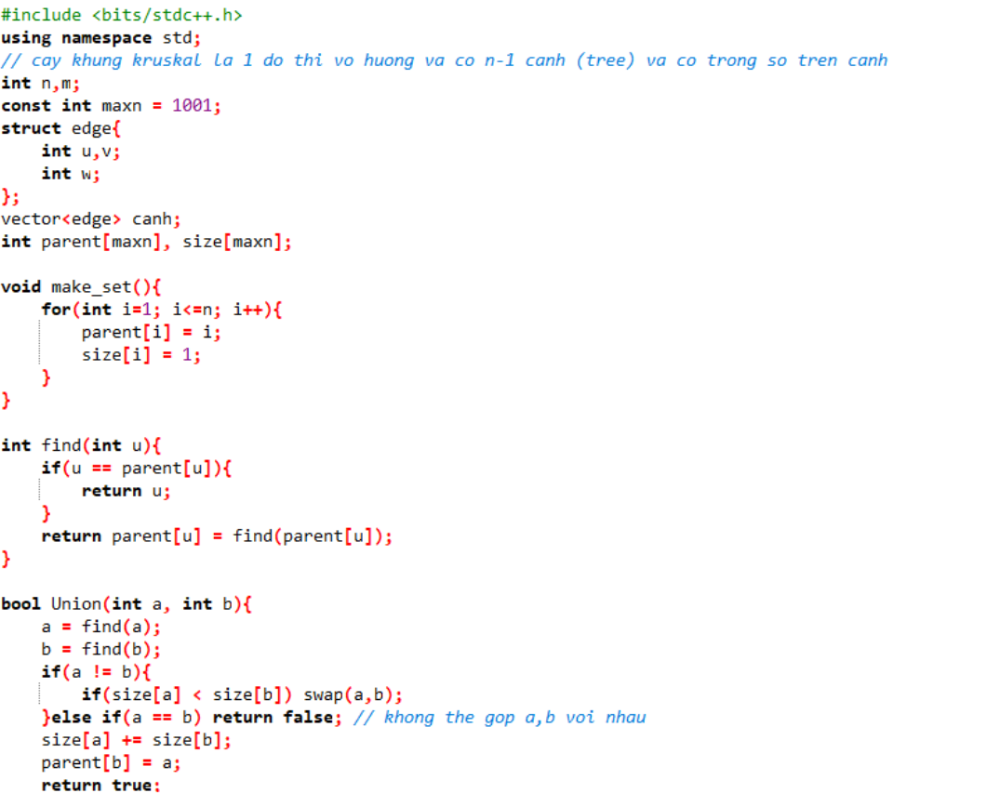 #include <bits/stdc++.h>
using namespace std;
// cay khung kruskal la 1 do thi vo huong va co n-1 canh (tree) va co trong so tren canh
int n,m;
const int maxn = 1001;
struct edge{
    int u,v;
    int w;
};
vector<edge> canh;
int parent[maxn], size[maxn];

void make_set(){
    for(int i=1; i<=n; i++){
        parent[i] = i;
        size[i] = 1;
    }
}

int find(int u){
    if(u == parent[u]){
        return u;
    }
    return parent[u] = find(parent[u]);
}

bool Union(int a, int b){
    a = find(a);
    b = find(b);
    if(a != b){
        if(size[a] < size[b]) swap(a,b);
    }else if(a == b) return false; // khong the gop a,b voi nhau
    size[a] += size[b];
    parent[b] = a;
    return true;